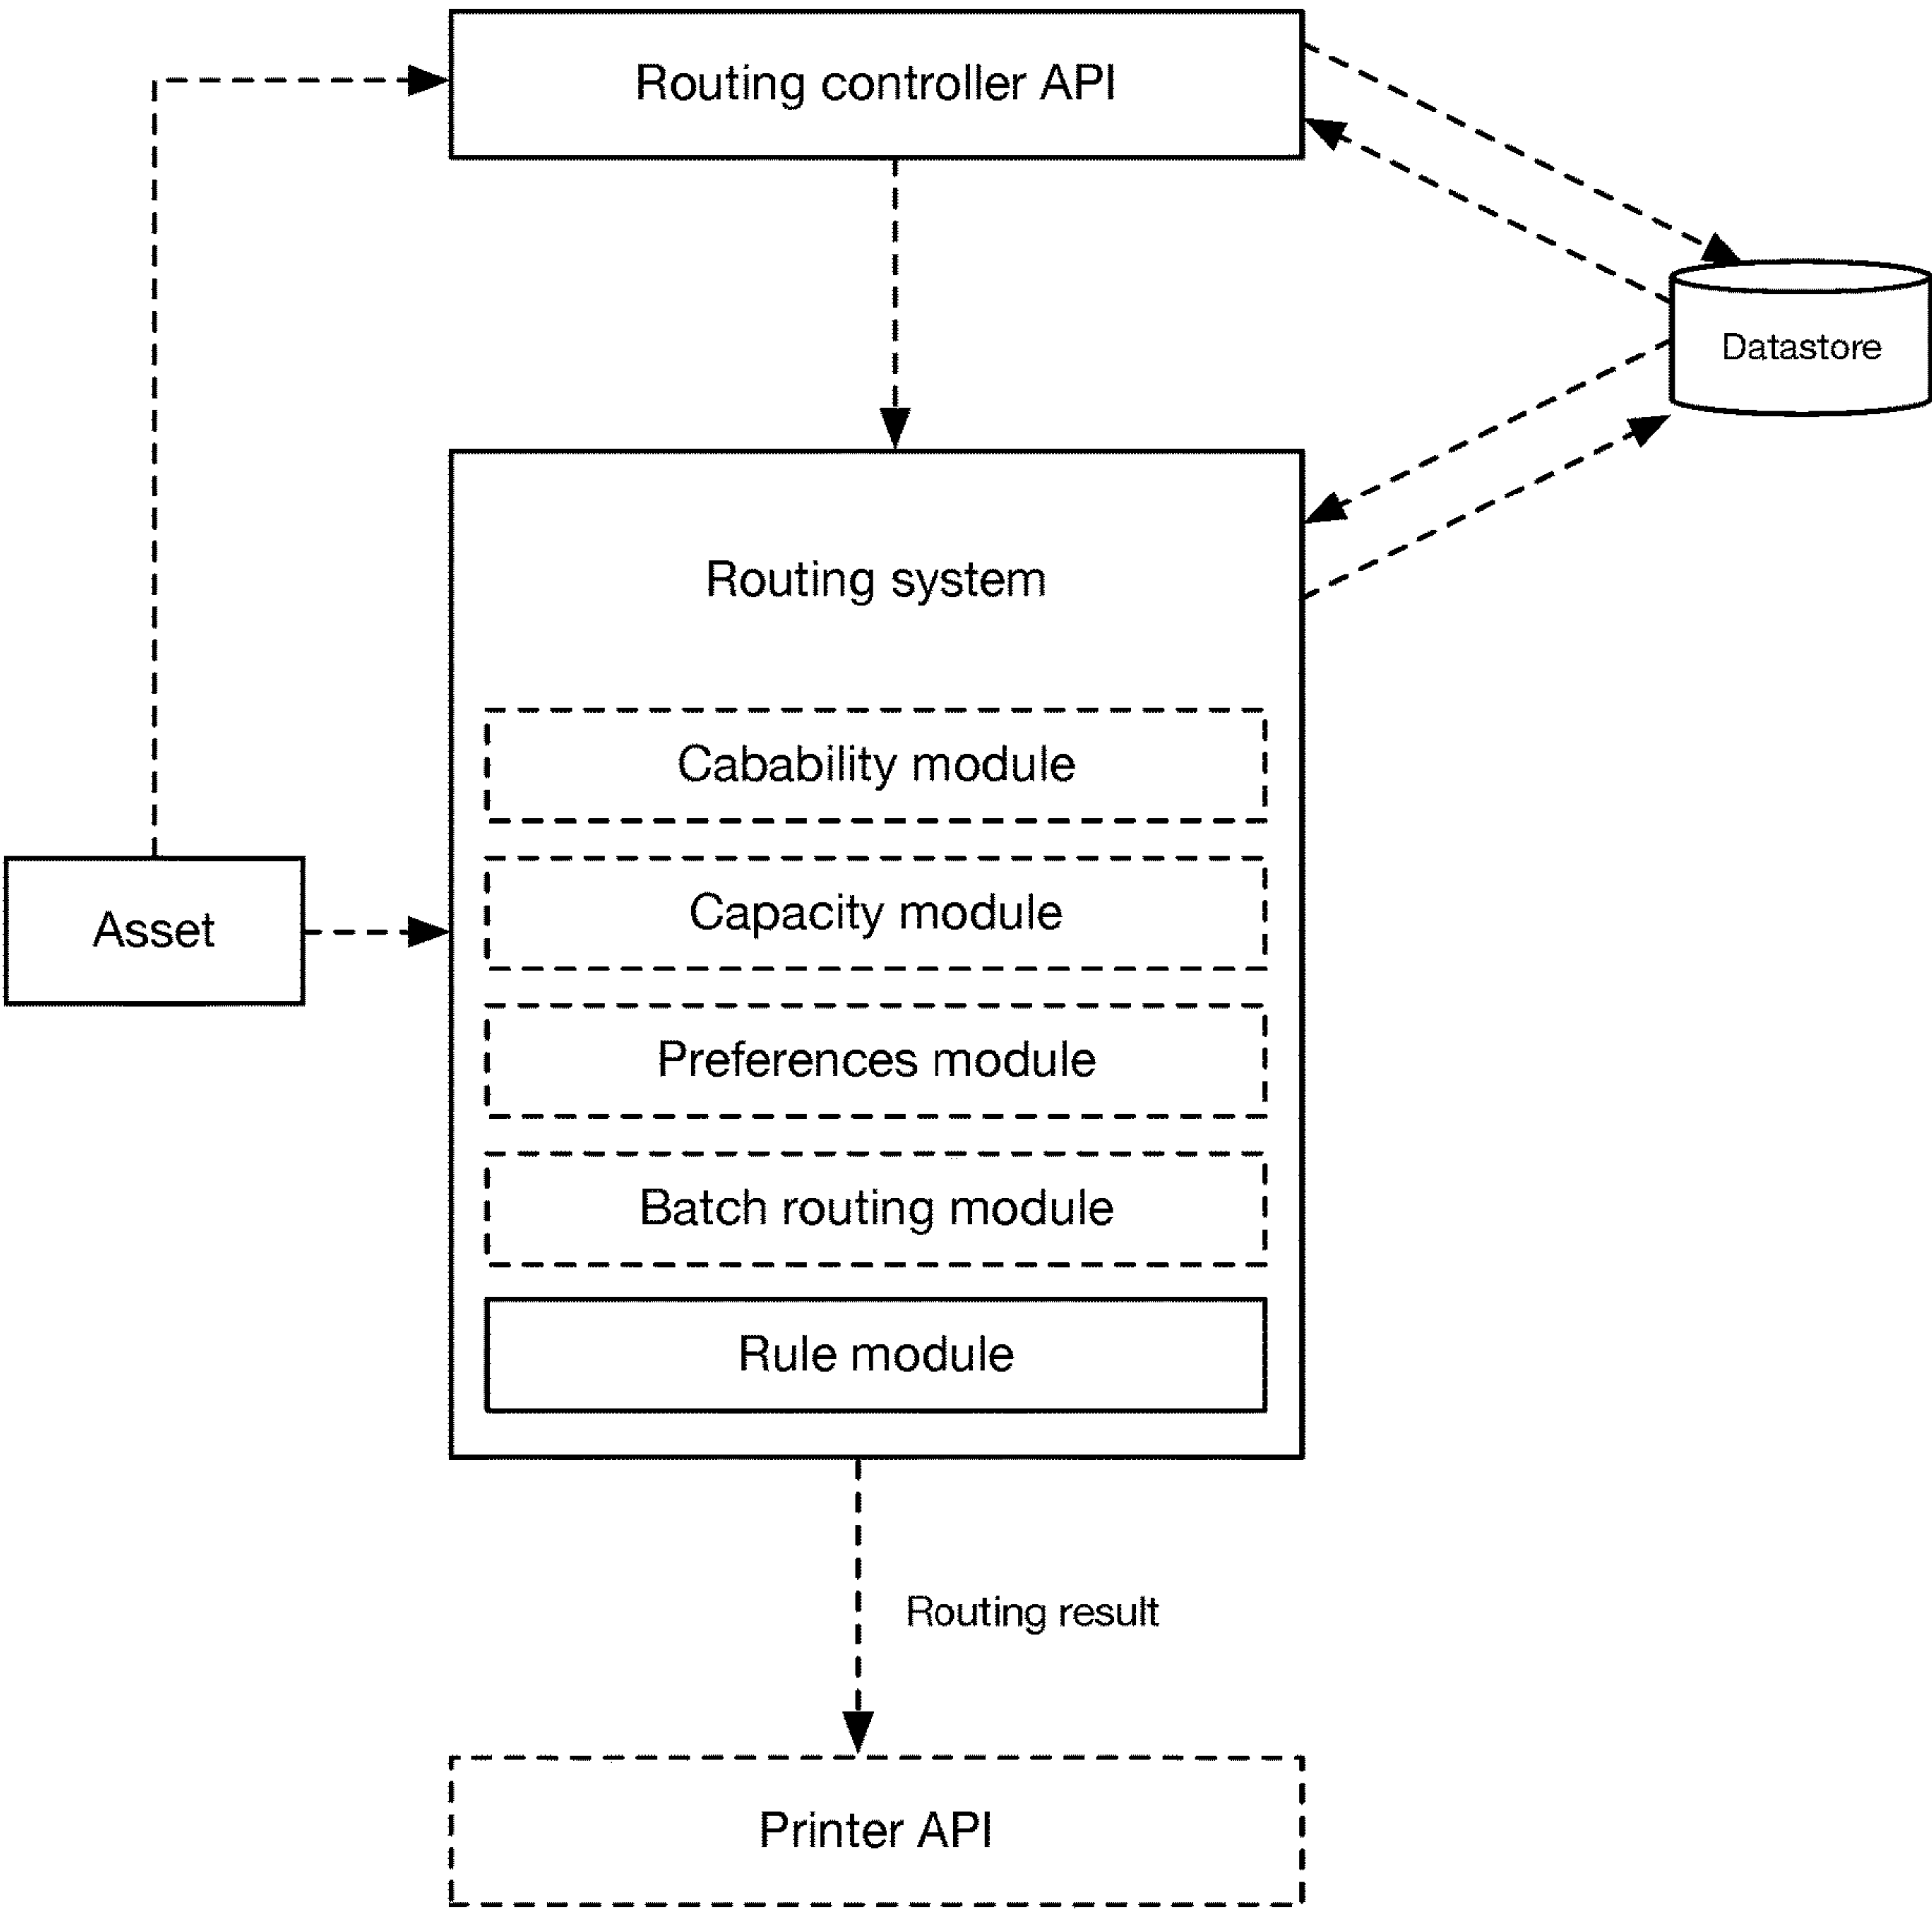 Routing controller API
Datastore
Routing system
Cabability module
Capacity module
Asset
Preferences module
Batch routing module
Rule module
Routing result
Printer API